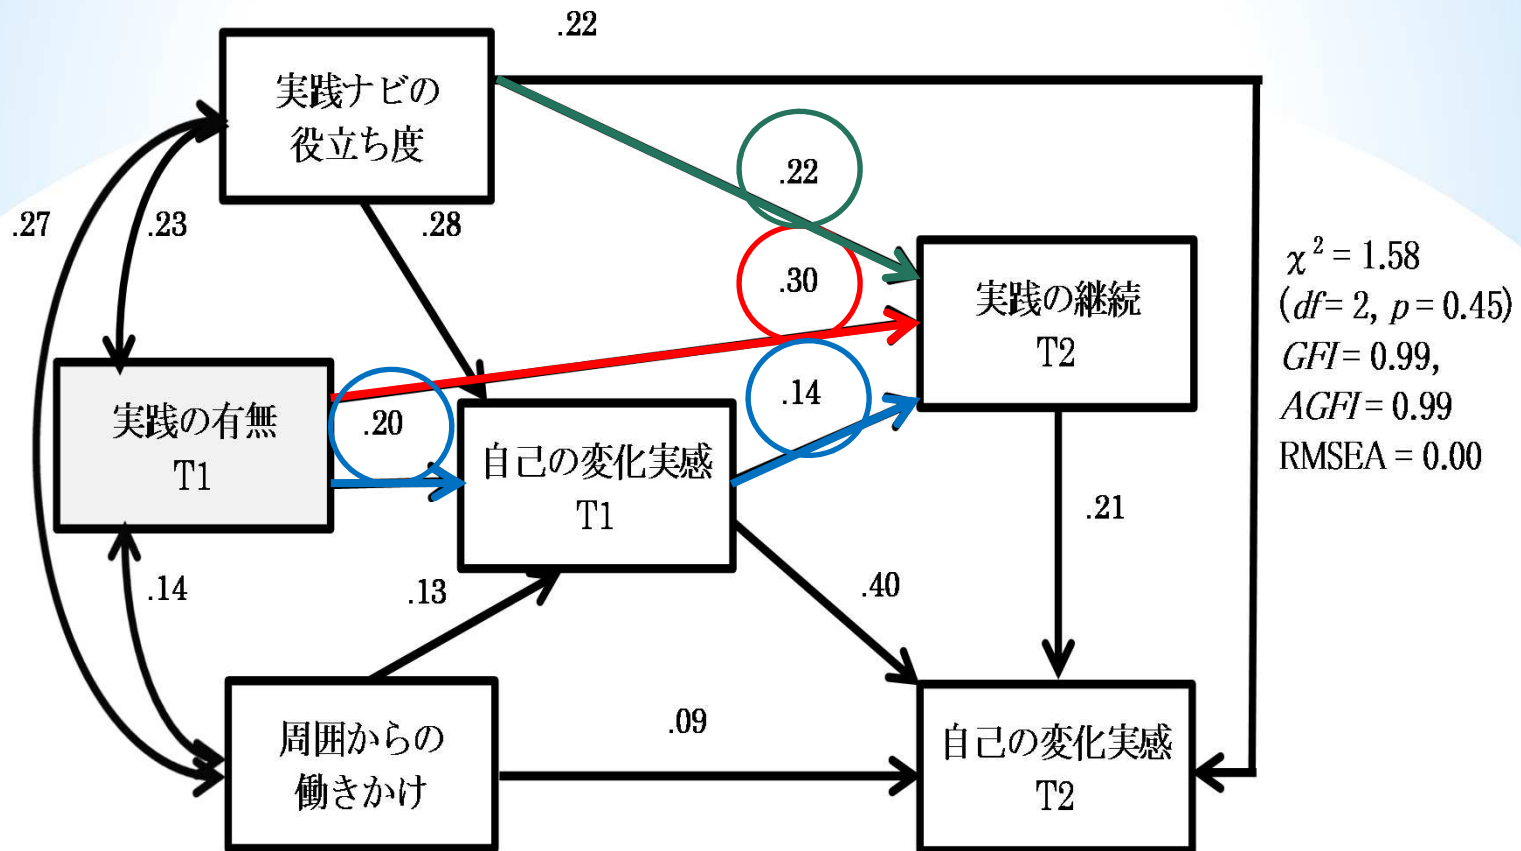 .22
実践ナビの
役立ち度
.22
.27
.23
.28
.30
実践の継続
T2
χ² = 1.58
(df = 2, p = 0.45)
GFI = 0.99,
AGFI = 0.99
RMSEA = 0.00
実践の有無
T1
.20
.14
自己の変化実感
T1
.21
.14
.13
.40
周囲からの
働きかけ
.09
自己の変化実感
T2